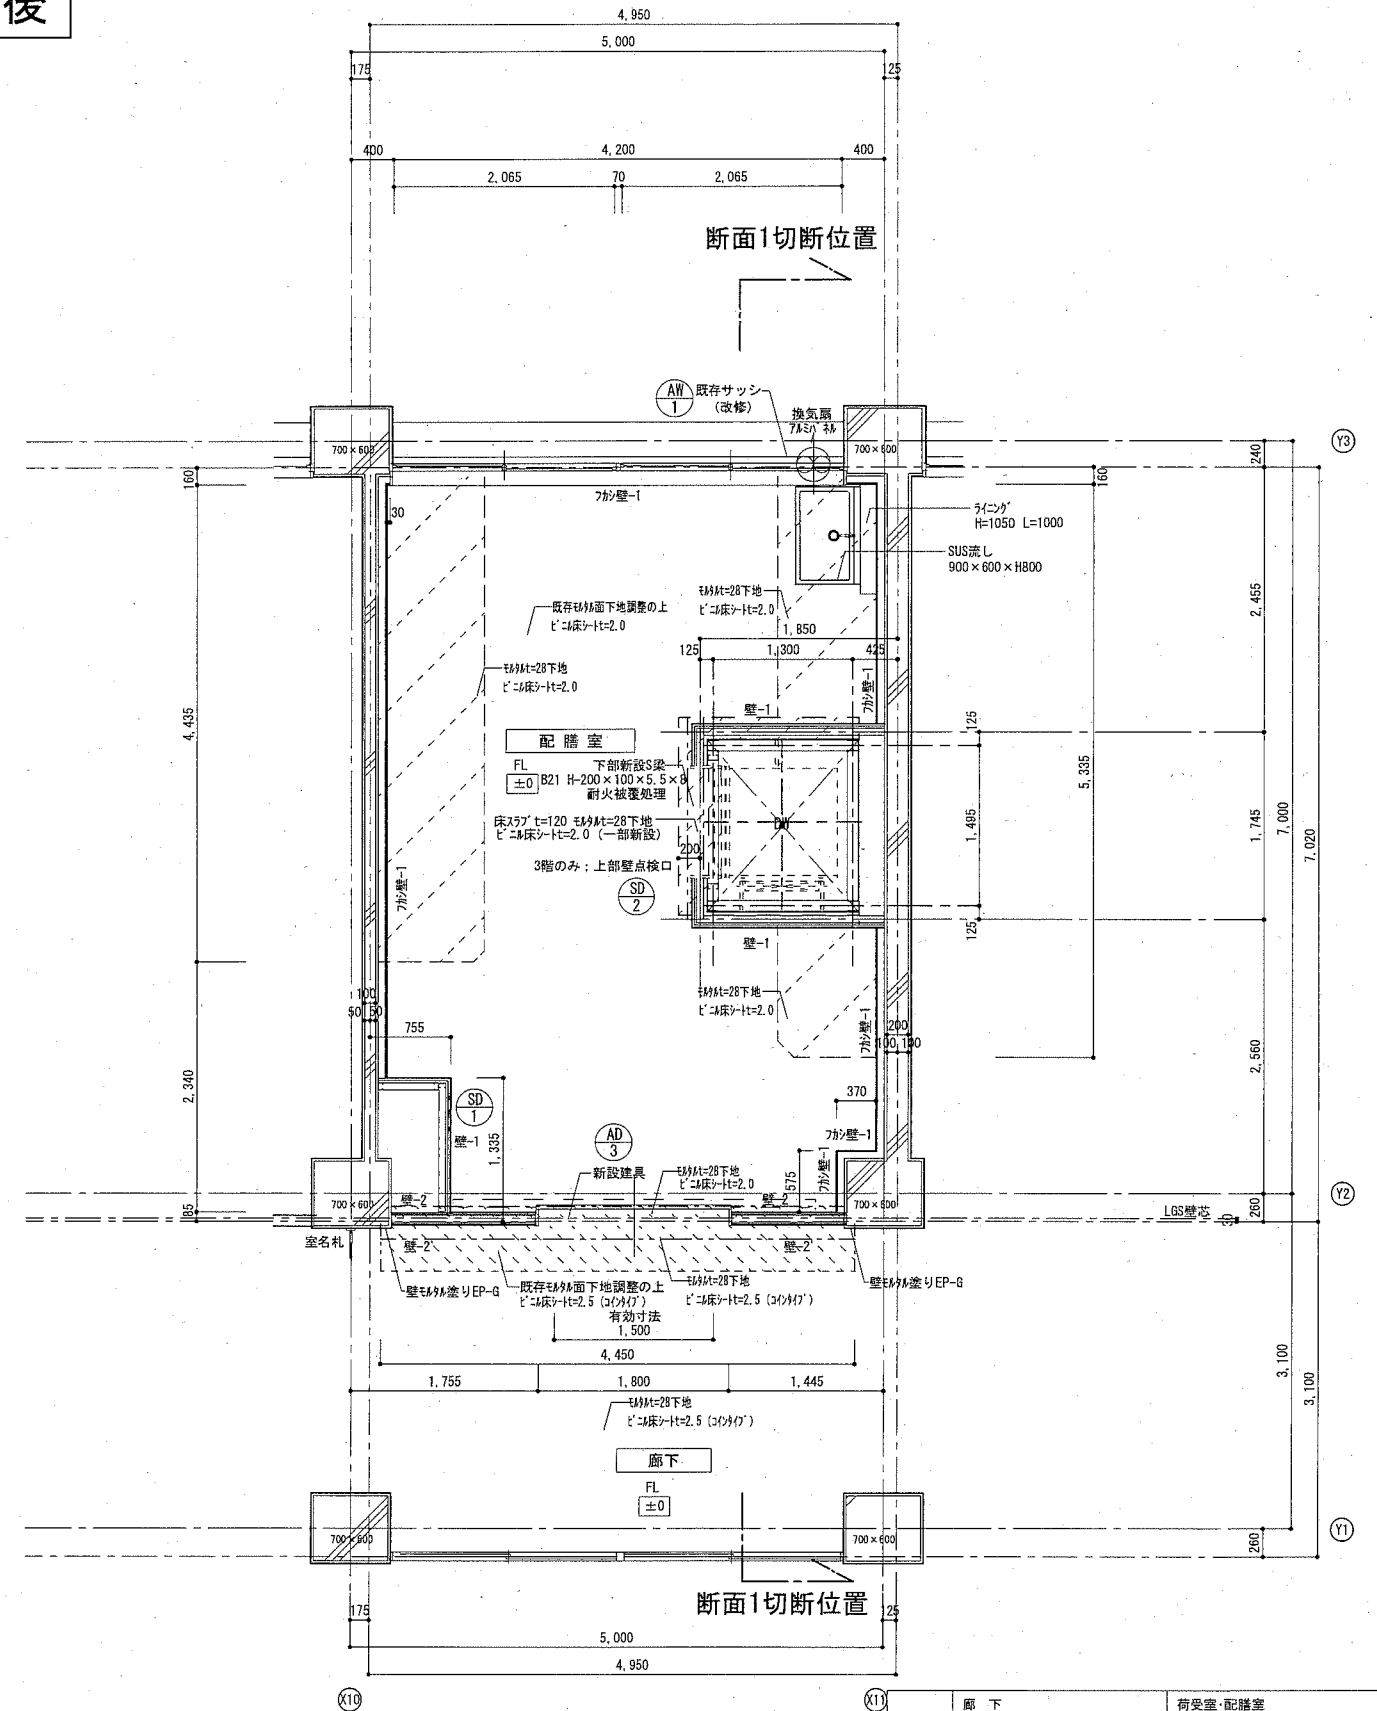 後
4,950
5,000
175
125
400
4,200
400
2,065
70
2,065
断面1切断位置
AW
1
既存サッシ
(改修)
換気扇
アルミパネル
700×600
700×600
Y3
240
160
160
フカシ壁-1
30
ライニング
H=1050 L=1000
SUS流し
900×600×H800
モルタルt=28下地
ビニル床シートt=2.0
既存モルタル面下地調整の上
ビニル床シートt=2.0
1,850
125
1,300
425
2,455
モルタルt=28下地
ビニル床シートt=2.0
フカシ壁-1
壁-1
125
4,435
配膳室
FL
±0
下部新設S梁
B21 H-200×100×5.5×8
耐火被覆処理
床スラブt=120 モルタルt=28下地
ビニル床シートt=2.0 (一部新設)
200
3階のみ;上部壁点検口
SD
2
DW
1,495
1,745
5,335
7,000
7,020
フカシ壁-1
壁-1
125
モルタルt=28下地
ビニル床シートt=2.0
フカシ壁-1
100
50
50
755
200
100
100
2,560
2,340
SD
1
壁-1
1,335
370
フカシ壁-1
フカシ壁-1
575
AD
3
新設建具
モルタルt=28下地
ビニル床シートt=2.0
壁-2
壁-2
700×600
700×600
Y2
85
260
LGS壁芯
30
室名札
壁-2
壁-2
壁モルタル塗りEP-G
既存モルタル面下地調整の上
ビニル床シートt=2.5 (コインタイプ)
モルタルt=28下地
ビニル床シートt=2.5 (コインタイプ)
壁モルタル塗りEP-G
有効寸法
1,500
4,450
1,755
1,800
1,445
3,100
3,100
モルタルt=28下地
ビニル床シートt=2.5 (コインタイプ)
廊下
FL
±0
700×600
700×600
Y1
260
断面1切断位置
175
125
5,000
4,950
X10
X11
廊 下
荷受室・配膳室